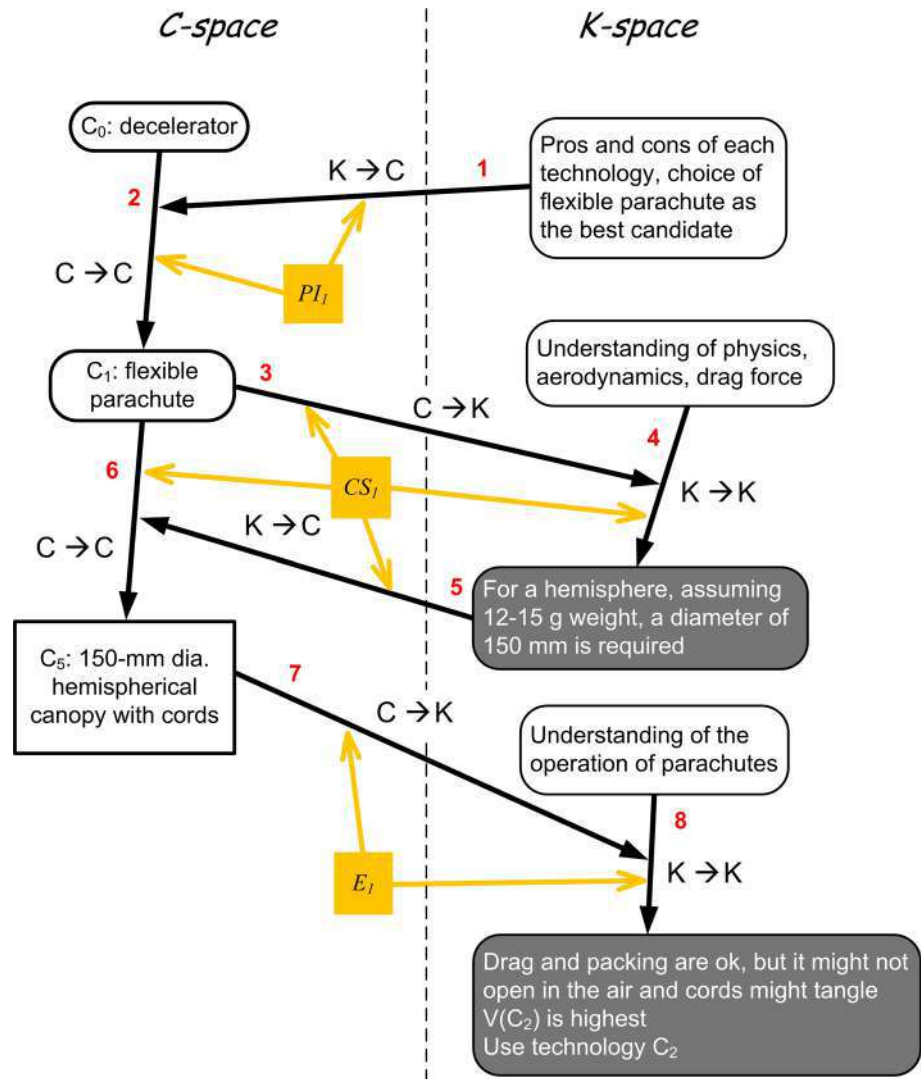 C-space
K-space
C₀: decelerator
Pros and cons of each
technology, choice of
flexible parachute as
the best candidate
K → C
1
2
C → C
PI₁
C₁: flexible
parachute
3
Understanding of physics,
aerodynamics, drag force
C → K
4
6
CS₁
K → K
K → C
C → C
5
For a hemisphere, assuming
12-15 g weight, a diameter of
150 mm is required
C₅: 150-mm dia.
hemispherical
canopy with cords
7
C → K
Understanding of the
operation of parachutes
8
E₁
K → K
Drag and packing are ok, but it might not
open in the air and cords might tangle
V(C₂) is highest
Use technology C₂